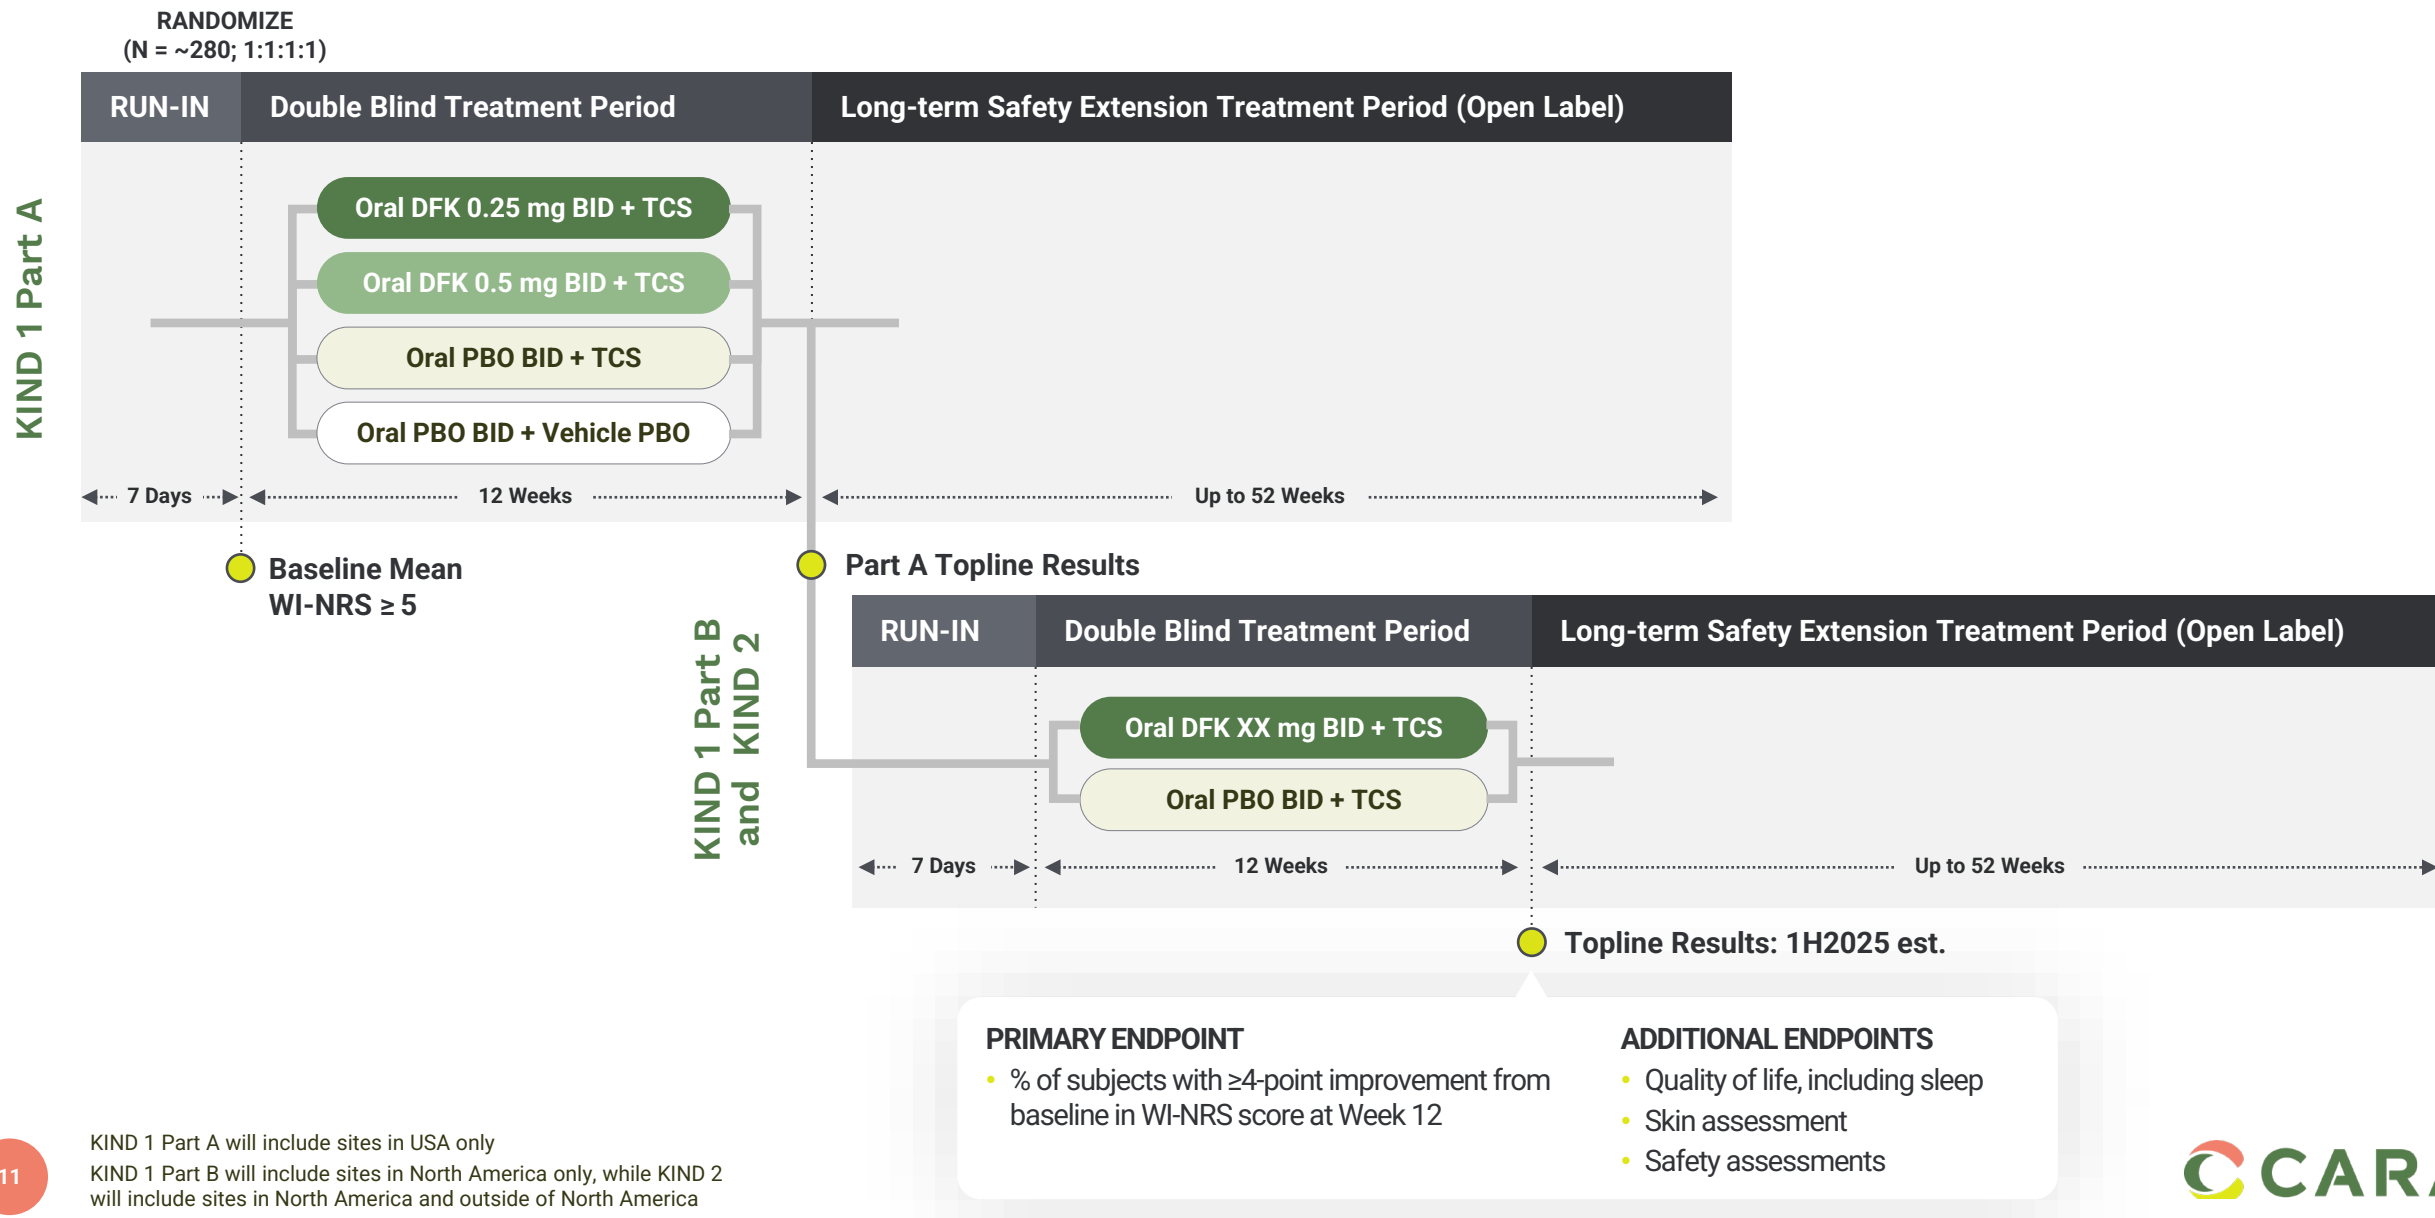 RANDOMIZE
(N = ~280; 1:1:1:1)
RUN-IN
Double Blind Treatment Period
Long-term Safety Extension Treatment Period (Open Label)
KIND 1 Part A
Oral DFK 0.25 mg BID + TCS
Oral DFK 0.5 mg BID + TCS
Oral PBO BID + TCS
Oral PBO BID + Vehicle PBO
7 Days
12 Weeks
Up to 52 Weeks
Baseline Mean
WI-NRS ≥ 5
Part A Topline Results
KIND 1 Part B
and KIND 2
RUN-IN
Double Blind Treatment Period
Long-term Safety Extension Treatment Period (Open Label)
Oral DFK XX mg BID + TCS
Oral PBO BID + TCS
7 Days
12 Weeks
Up to 52 Weeks
Topline Results: 1H2025 est.
PRIMARY ENDPOINT
• % of subjects with ≥4-point improvement from
baseline in WI-NRS score at Week 12
ADDITIONAL ENDPOINTS
• Quality of life, including sleep
• Skin assessment
• Safety assessments
KIND 1 Part A will include sites in USA only
KIND 1 Part B will include sites in North America only, while KIND 2
will include sites in North America and outside of North America
11
CARA